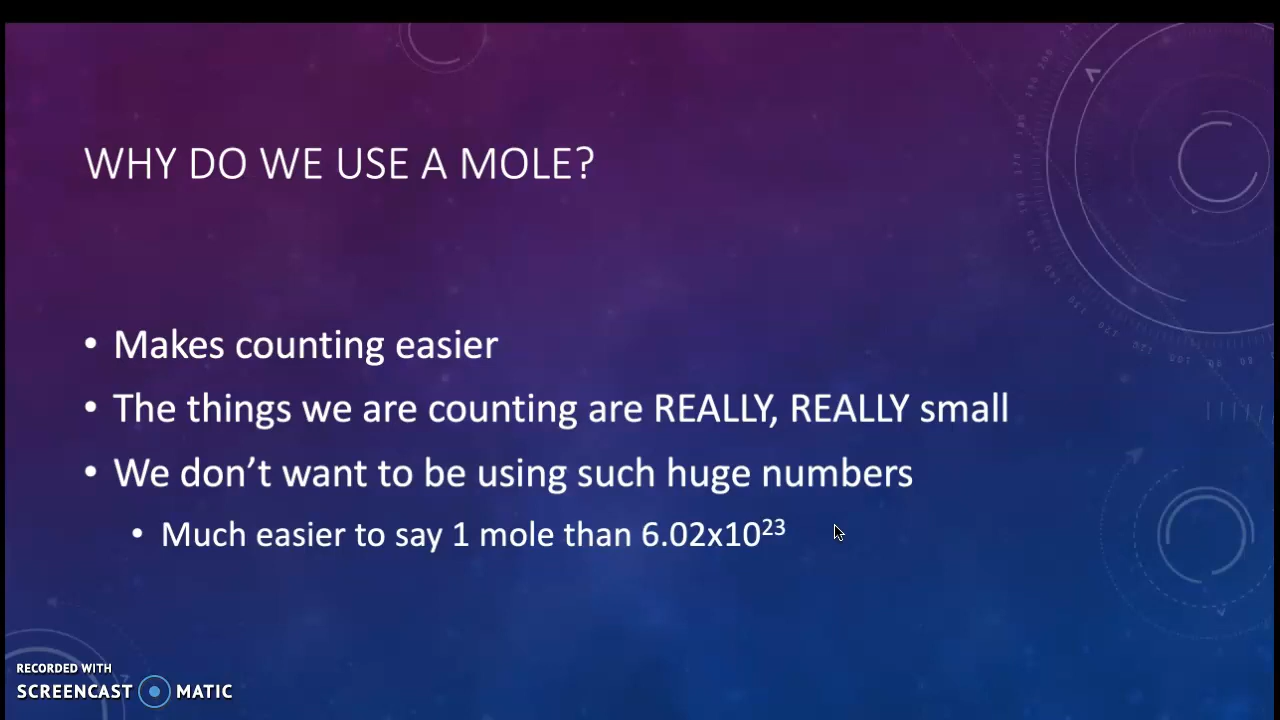 WHY DO WE USE A MOLE?
• Makes counting easier
• The things we are counting are REALLY, REALLY small
• We don’t want to be using such huge numbers
• Much easier to say 1 mole than 6.02x10²³
RECORDED WITH
SCREENCAST MATIC